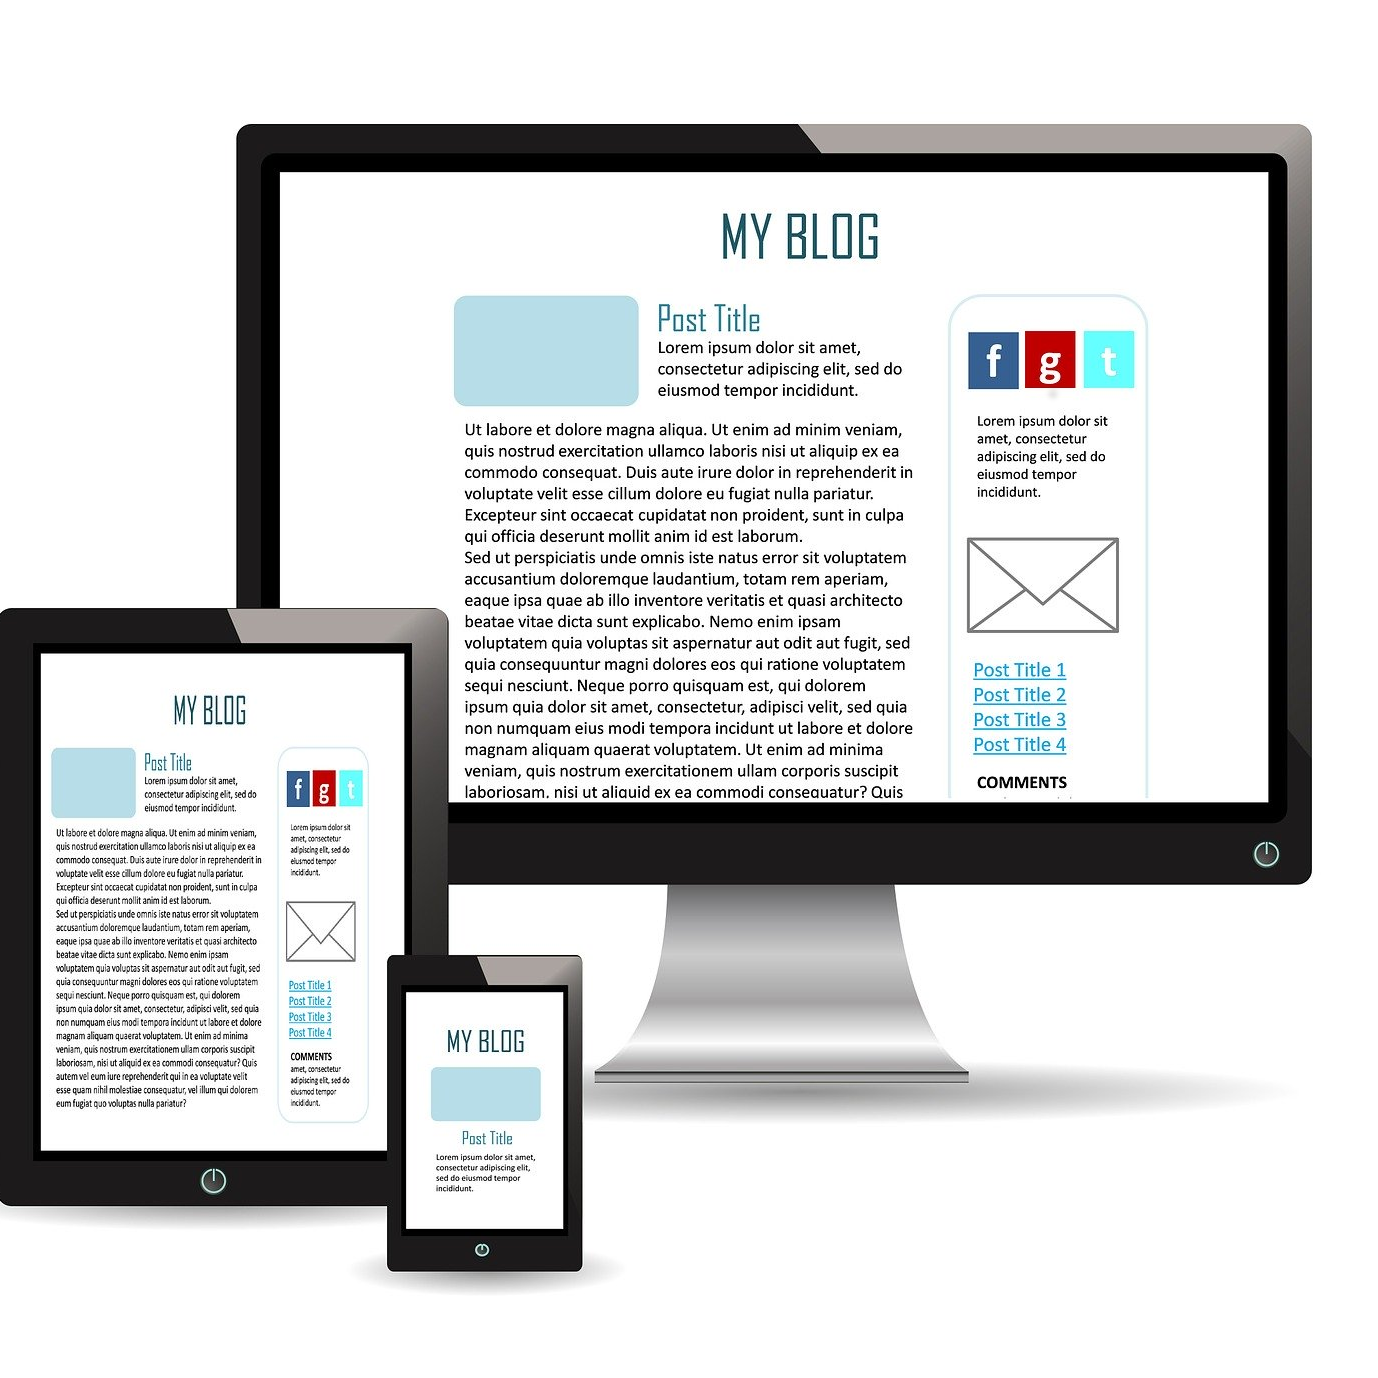 MY BLOG
Post Title
Lorem ipsum dolor sit amet,
consectetur adipiscing elit, sed do
eiusmod tempor incididunt.
Ut labore et dolore magna aliqua. Ut enim ad minim veniam,
quis nostrud exercitation ullamco laboris nisi ut aliquip ex ea
commodo consequat. Duis aute irure dolor in reprehenderit in
voluptate velit esse cillum dolore eu fugiat nulla pariatur.
Excepteur sint occaecat cupidatat non proident, sunt in culpa
qui officia deserunt mollit anim id est laborum.
Sed ut perspiciatis unde omnis iste natus error sit voluptatem
accusantium doloremque laudantium, totam rem aperiam,
eaque ipsa quae ab illo inventore veritatis et quasi architecto
beatae vitae dicta sunt explicabo. Nemo enim ipsam
voluptatem quia voluptas sit aspernatur aut odit aut fugit, sed
quia consequuntur magni dolores eos qui ratione voluptatem
sequi nesciunt. Neque porro quisquam est, qui dolorem
ipsum quia dolor sit amet, consectetur, adipisci velit, sed quia
non numquam eius modi tempora incidunt ut labore et dolore
magnam aliquam quaerat voluptatem. Ut enim ad minima
veniam, quis nostrum exercitationem ullam corporis suscipit
laboriosam, nisi ut aliquid ex ea commodi consequatur? Quis
f g t
Lorem ipsum dolor sit
amet, consectetur
adipiscing elit, sed do
eiusmod tempor
incididunt.
Post Title 1
Post Title 2
Post Title 3
Post Title 4
COMMENTS
MY BLOG
Post Title
Lorem ipsum dolor sit amet,
consectetur adipiscing elit, sed do
eiusmod tempor incididunt.
Ut labore et dolore magna aliqua. Ut enim ad minim veniam,
quis nostrud exercitation ullamco laboris nisi ut aliquip ex ea
commodo consequat. Duis aute irure dolor in reprehenderit in
voluptate velit esse cillum dolore eu fugiat nulla pariatur.
Excepteur sint occaecat cupidatat non proident, sunt in culpa
qui officia deserunt mollit anim id est laborum.
Sed ut perspiciatis unde omnis iste natus error sit voluptatem
accusantium doloremque laudantium, totam rem aperiam,
eaque ipsa quae ab illo inventore veritatis et quasi architecto
beatae vitae dicta sunt explicabo. Nemo enim ipsam
voluptatem quia voluptas sit aspernatur aut odit aut fugit, sed
quia consequuntur magni dolores eos qui ratione voluptatem
sequi nesciunt. Neque porro quisquam est, qui dolorem
ipsum quia dolor sit amet, consectetur, adipisci velit, sed quia
non numquam eius modi tempora incidunt ut labore et dolore
magnam aliquam quaerat voluptatem. Ut enim ad minima
veniam, quis nostrum exercitationem ullam corporis suscipit
laboriosam, nisi ut aliquid ex ea commodi consequatur? Quis
autem vel eum iure reprehenderit qui in ea voluptate velit
esse quam nihil molestiae consequatur, vel illum qui dolorem
eum fugiat quo voluptas nulla pariatur?
f g t
Lorem ipsum dolor sit
amet, consectetur
adipiscing elit, sed do
eiusmod tempor
incididunt.
Post Title 1
Post Title 2
Post Title 3
Post Title 4
COMMENTS
amet, consectetur
adipiscing elit, sed do
eiusmod tempor
incididunt.
MY BLOG
Post Title
Lorem ipsum dolor sit amet,
consectetur adipiscing elit,
sed do eiusmod tempor
incididunt.